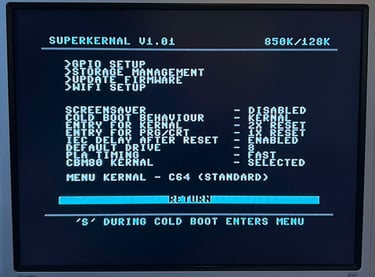 SUPERKERNAL V1.01 850K/128K
>GPIO SETUP
>STORAGE MANAGEMENT
>UPDATE FIRMWARE
>WIFI SETUP
SCREENSAVER - DISABLED
COLD BOOT BEHAVIOUR - KERNAL
ENTRY FOR KERNAL - 2X RESET
ENTRY FOR PRG/CRT - 1X RESET
IEC DELAY AFTER RESET - ENABLED
DEFAULT DRIVE - 8
PLA TIMING - FAST
CBM80 KERNAL - SELECTED
MENU KERNAL - C64 (STANDARD)
RETURN
'S' DURING COLD BOOT ENTERS MENU